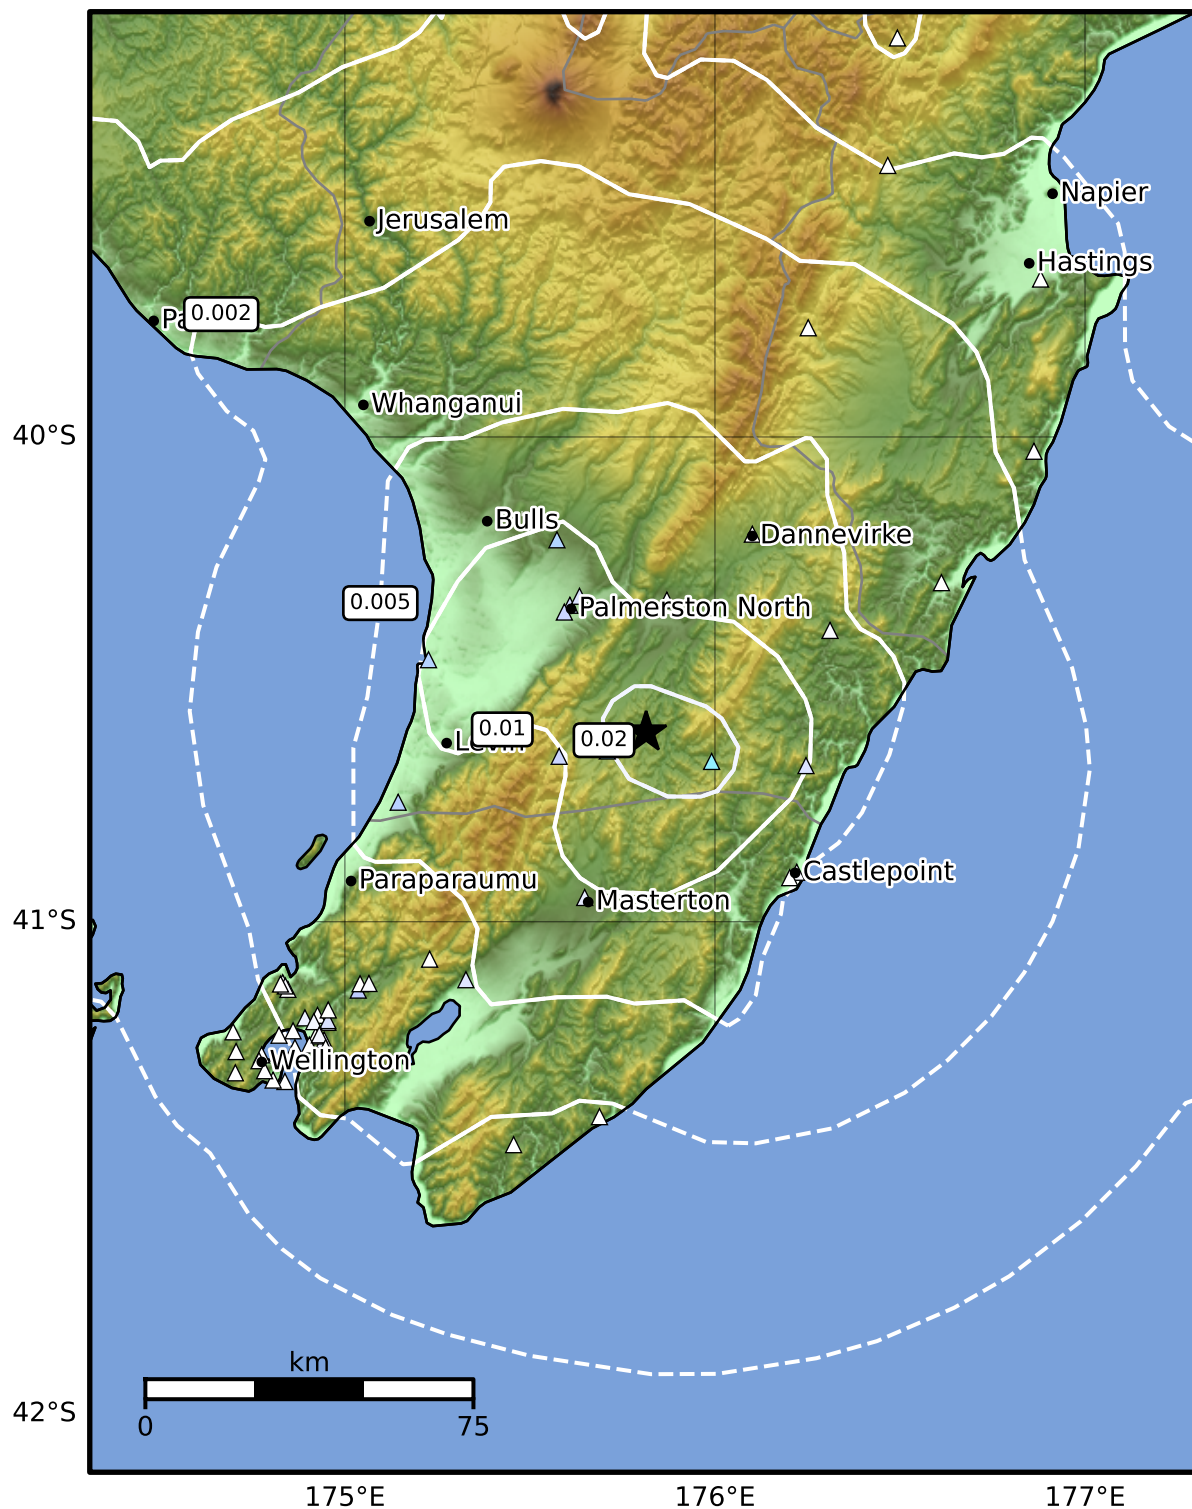 Napier
Jerusalem
Hastings
0.002
Whanganui
40°S
Bulls
Dannevirke
0.005
Palmerston North
0.01
0.02
Castlepoint
Paraparaumu
Masterton
41°S
Wellington
km
0 75
42°S
175°E 176°E 177°E